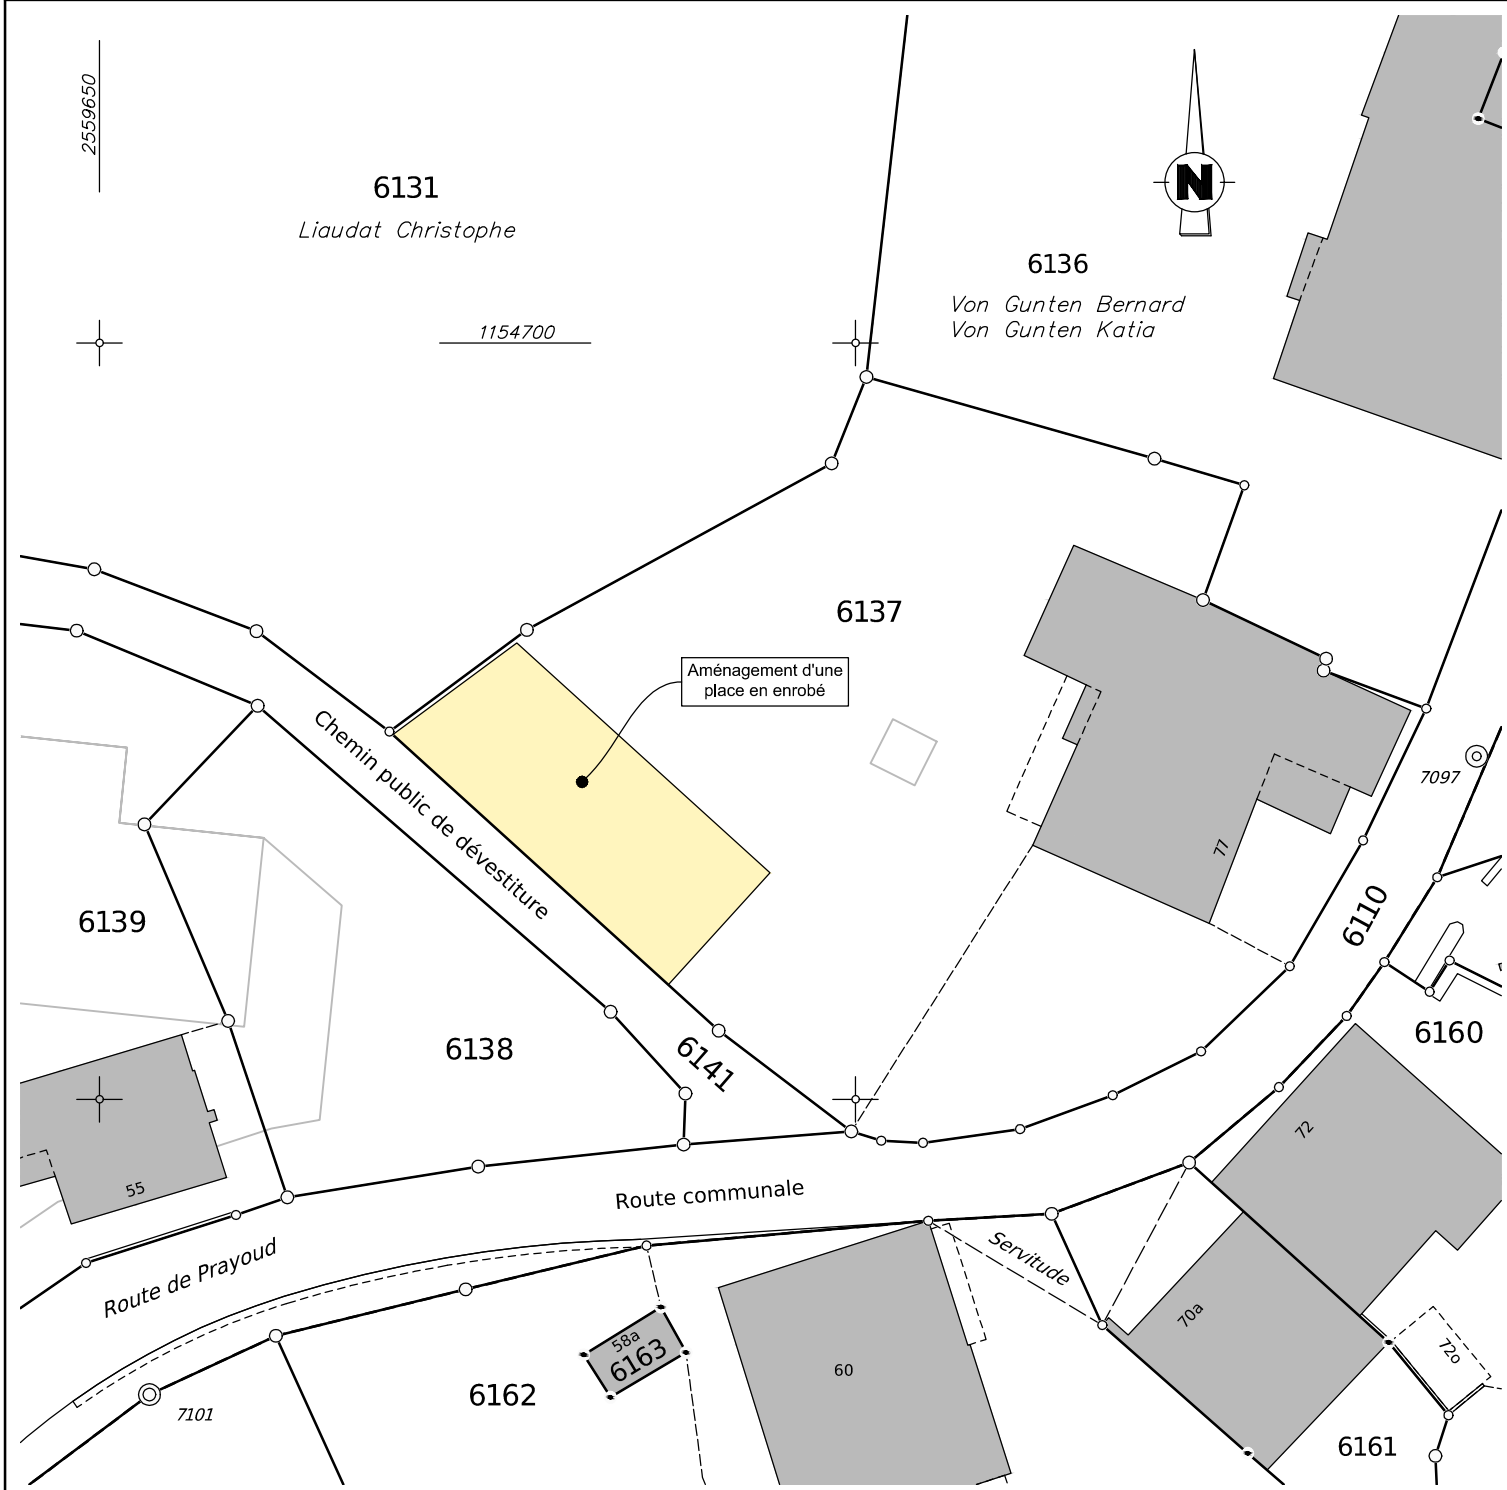 2559650
6131
Liaudat Christophe
N
6136
Von Gunten Bernard
Von Gunten Katia
1154700
6137
Aménagement d'une
place en enrobé
Chemin public de dévestiture
7097
77
6110
6139
6138
6141
6160
72
55
Route communale
Route de Prayoud
Servitude
70a
58a
6163
60
72a
6162
7101
6161